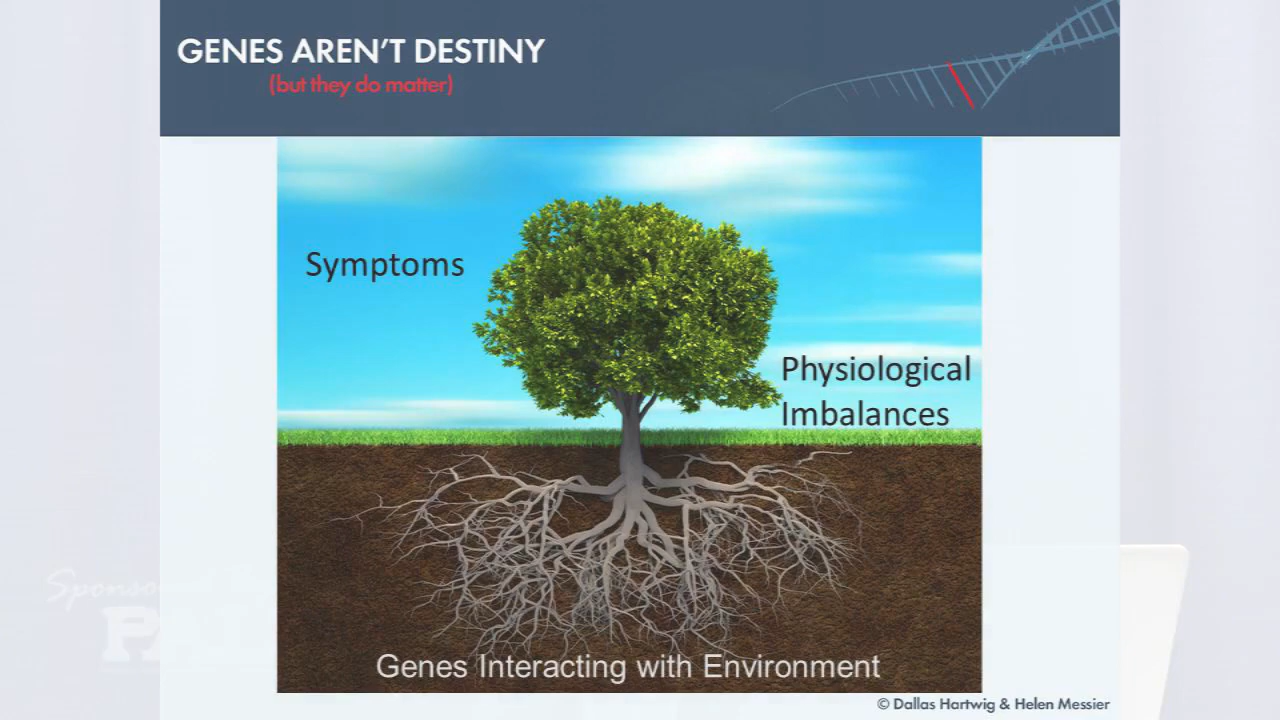 GENES AREN'T DESTINY
(but they do matter)
Symptoms
Physiological
Imbalances
Genes Interacting with Environment
© Dallas Hartwig & Helen Messier